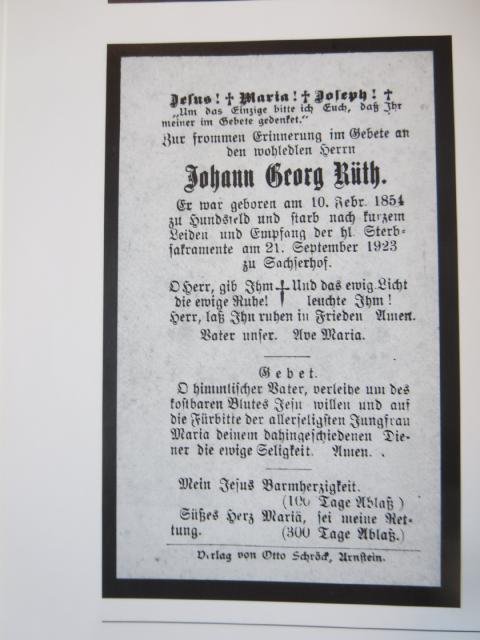 Jesus! † Maria! † Joseph! †
"Um das Einzige bitte ich Euch, daß Ihr
meiner im Gebete gedenket."
Zur frommen Erinnerung im Gebete an
den wohledlen Herrn
Johann Georg Rüth.
Er war geboren am 10. Febr. 1854
zu Hundsfeld und starb nach kurzem
Leiden und Empfang der hl. Sterb-
sakramente am 21. September 1923
zu Sachserhof.
O Herr, gib Ihm † Und das ewig. Licht
die ewige Ruhe! leuchte Ihm!
Herr, laß Ihn ruhen in Frieden Amen.
Vater unser. Ave Maria.
Gebet.
O himmlischer Vater, verleihe um des
kostbaren Blutes Jesu willen und auf
die Fürbitte der allerseligsten Jungfrau
Maria deinem dahingeschiedenen Die-
ner die ewige Seligkeit. Amen.
Mein Jesus Barmherzigkeit.
(100 Tage Ablaß)
Süßes Herz Mariä, sei meine Ret-
tung. (300 Tage Ablaß.)
Verlag von Otto Schröck, Arnstein.